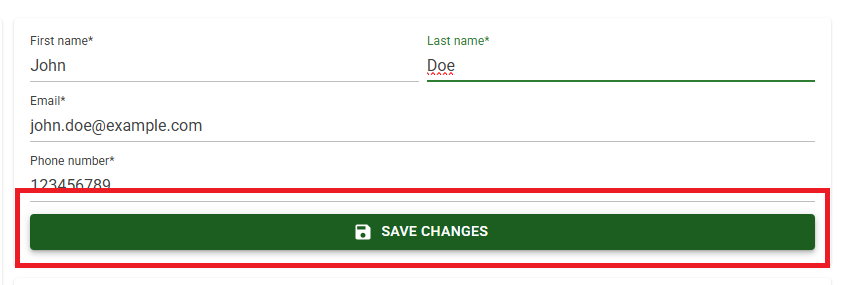 First name* Last name*
John Doe
Email*
john.doe@example.com
Phone number*
123456789
SAVE CHANGES